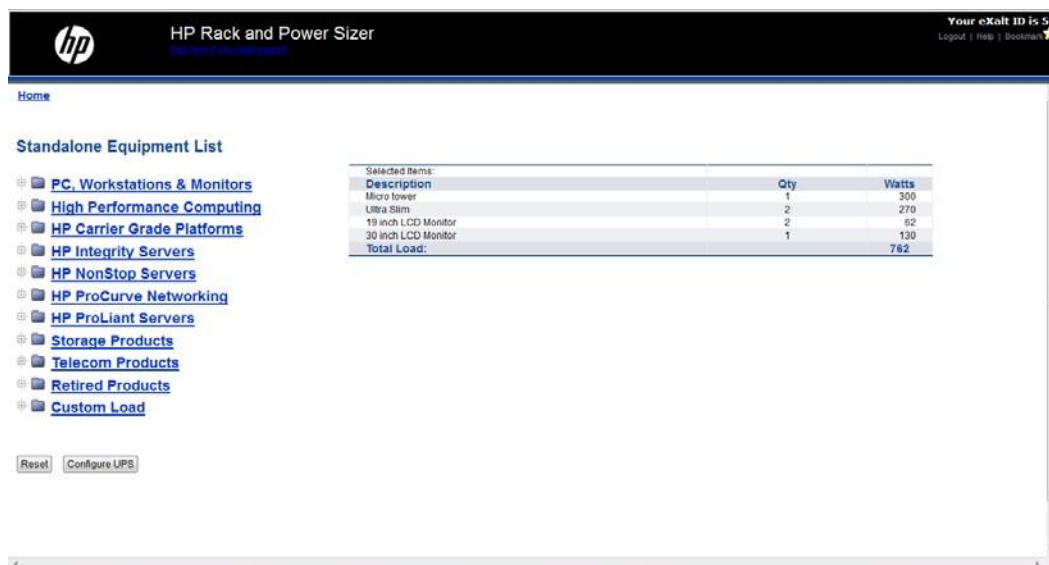 hp
HP Rack and Power Sizer
Your eXalt ID is 5
Logout | Help | Bookmark
Home
Standalone Equipment List
PC, Workstations & Monitors
High Performance Computing
HP Carrier Grade Platforms
HP Integrity Servers
HP NonStop Servers
HP ProCurve Networking
HP ProLiant Servers
Storage Products
Telecom Products
Retired Products
Custom Load
Reset Configure UPS
Selected Items:
Description Qty Watts
Micro tower 1 300
Ultra Slim 2 270
19 inch LCD Monitor 2 62
30 inch LCD Monitor 1 130
Total Load: 762